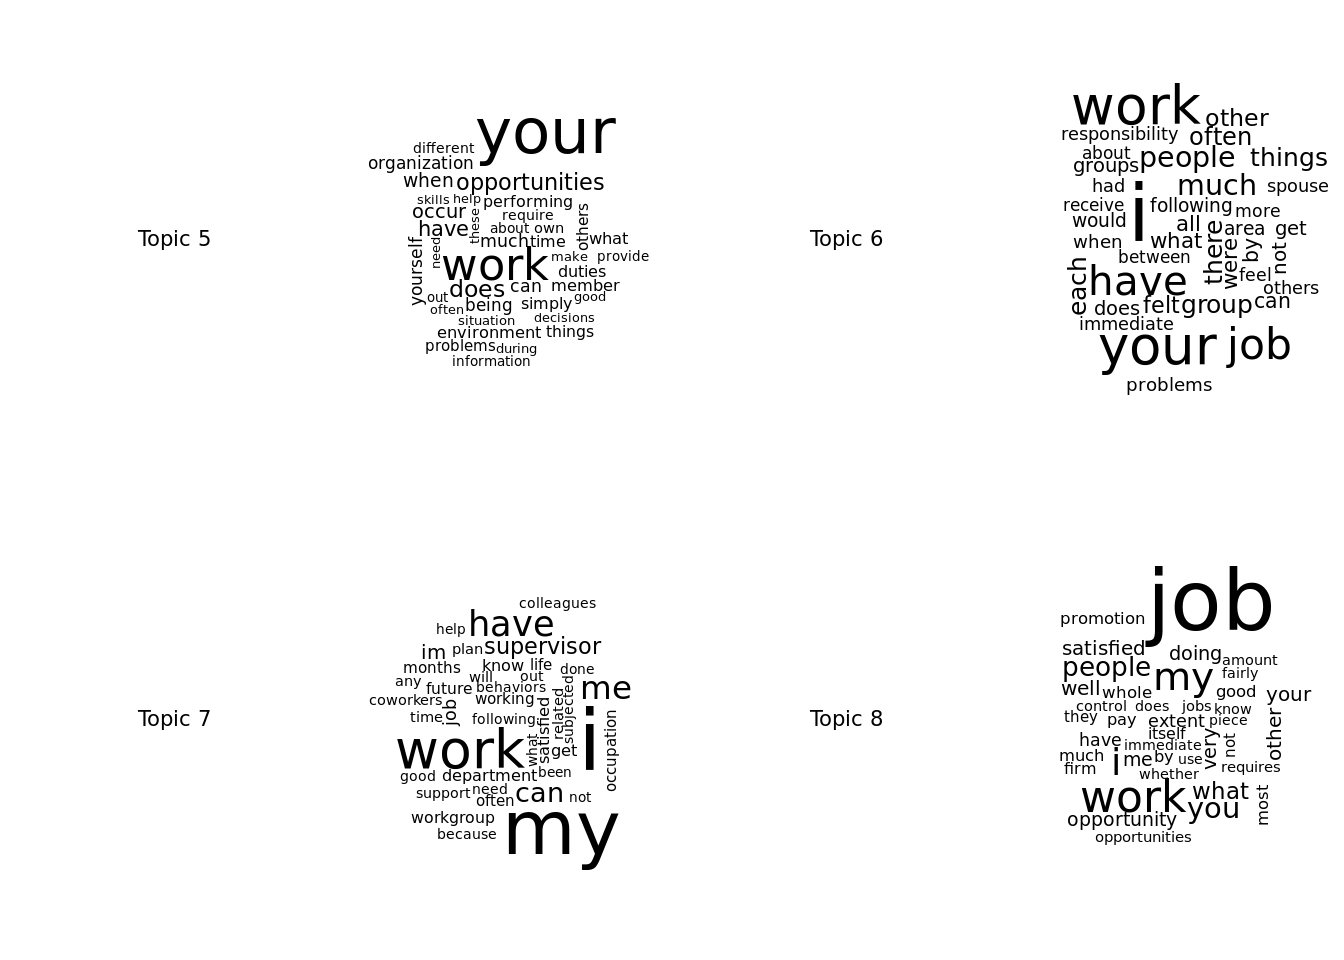 Topic 5
your
different
organization
when opportunities
skills help performing
occur these require others
have about own
yourself need much time what
work make provide
duties
does can member
out being simply good
often
situation decisions
environment things
problems during
information
Topic 6
work other
responsibility often
about people things
groups
had i much spouse
receive following more
would all area get
when what there were by not
between
each have feel
others
does felt group can
immediate
your job
problems
Topic 7
colleagues
help have
im plan supervisor
months know life done
any will out me
future behaviors
coworkers working
time job following satisfied related subjected i occupation
work what get
good department been
support need can not
often
workgroup my
because
Topic 8
job
promotion
satisfied doing
people my amount
fairly
well whole good your
control does jobs know
they pay extent piece other
have itself very not
immediate
much i me by use
firm whether requires
work what
you most
opportunity
opportunities